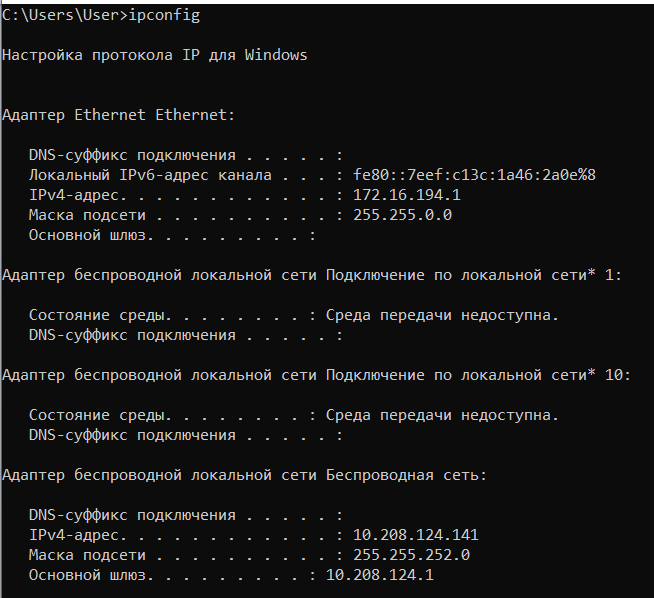 C:\Users\User>ipconfig
Настройка протокола IP для Windows
Адаптер Ethernet Ethernet:
DNS-суффикс подключения . . . . . :
Локальный IPv6-адрес канала . . . : fe80::7eef:c13c:1a46:2a0e%8
IPv4-адрес. . . . . . . . . . . . : 172.16.194.1
Маска подсети . . . . . . . . . . : 255.255.0.0
Основной шлюз. . . . . . . . . :
Адаптер беспроводной локальной сети Подключение по локальной сети* 1:
Состояние среды. . . . . . . . : Среда передачи недоступна.
DNS-суффикс подключения . . . . . :
Адаптер беспроводной локальной сети Подключение по локальной сети* 10:
Состояние среды. . . . . . . . : Среда передачи недоступна.
DNS-суффикс подключения . . . . . :
Адаптер беспроводной локальной сети Беспроводная сеть:
DNS-суффикс подключения . . . . . :
IPv4-адрес. . . . . . . . . . . . : 10.208.124.141
Маска подсети . . . . . . . . . . : 255.255.252.0
Основной шлюз. . . . . . . . . : 10.208.124.1